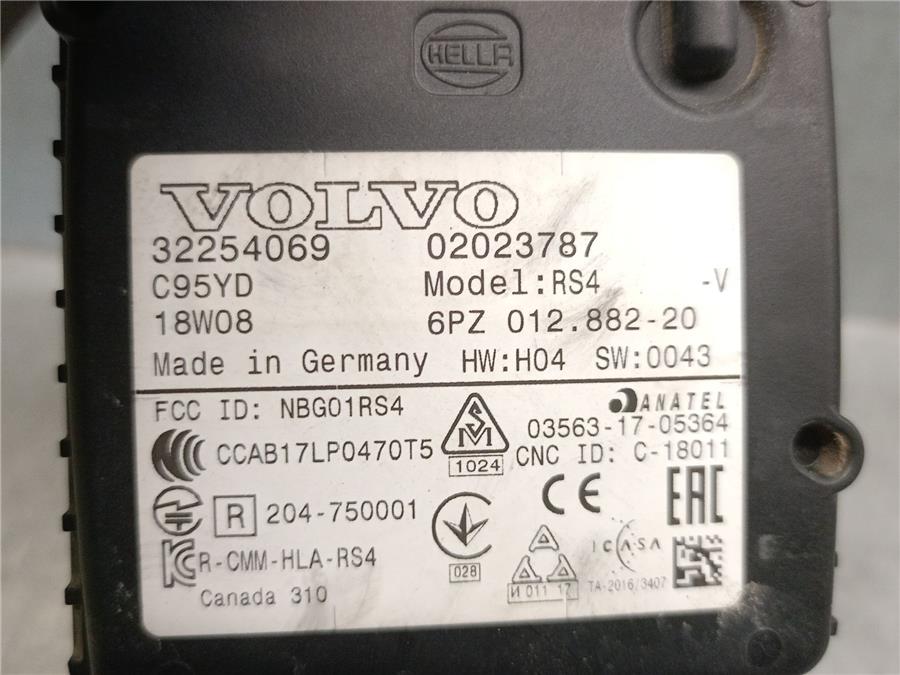 HELLA
VOLVO
32254069 02023787
C95YD Model:RS4 -V
18W08 6PZ 012.882-20
Made in Germany HW:H04 SW:0043
FCC ID: NBG01RS4 ANATEL
03563-17-05364
CCAB17LP0470T5 1024 CNC ID: C-18011
R 204-750001 CE EAC
R-CMM-HLA-RS4 028 ICASA
Canada 310 И 011 17 TA-2016/3407